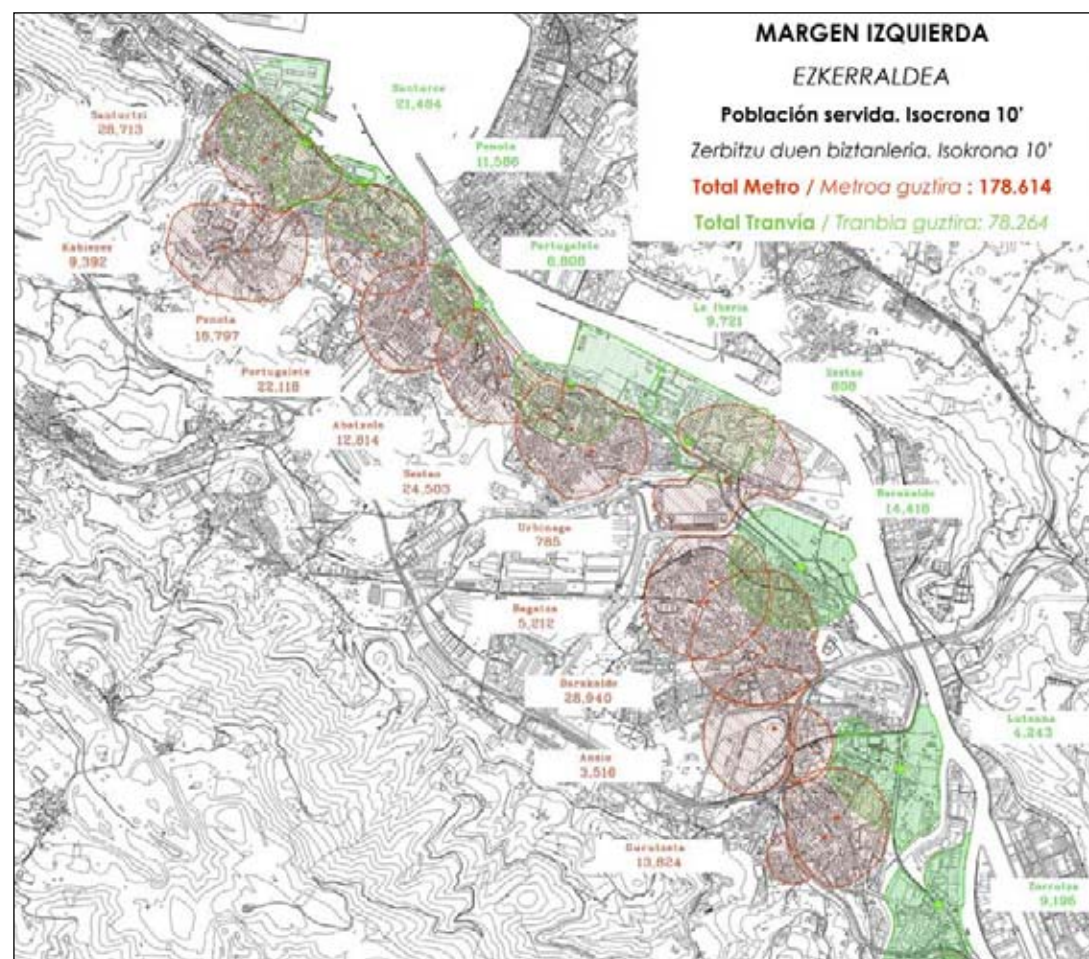 MARGEN IZQUIERDA
EZKERRALDEA
Población servida. Isocrona 10'
Zerbitzu duen biztanleria. Isokrona 10'
Total Metro / Metroa guztira : 178.614
Total Tranvía / Tranbia guztira: 78.264
Santurtzi
28,713
Santurce
21,484
Penota
11,586
Kabiezes
9,392
Portugalete
6,808
Penota
18,797
La Iberia
9,721
Portugalete
22,118
Sestao
808
Abatxolo
12,814
Sestao
24,503
Barakaldo
14,418
Urbinaga
785
Bagatza
5,212
Barakaldo
28,940
Lutxana
4,243
Ansio
3,516
Gurutzeta
13,824
Zorrotza
9,196